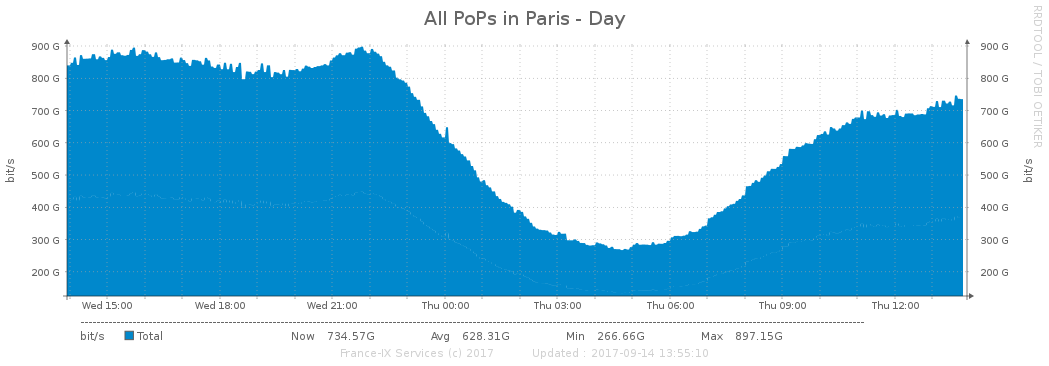 All PoPs in Paris - Day
RRDTOOL / TOBI OETIKER
900 G 900 G
800 G 800 G
700 G 700 G
600 G 600 G
500 G 500 G
400 G 400 G
300 G 300 G
200 G 200 G
bit/s
bit/s
Wed 15:00 Wed 18:00 Wed 21:00 Thu 00:00 Thu 03:00 Thu 06:00 Thu 09:00 Thu 12:00
bit/s Total Now 734.57G Avg 628.31G Min 266.66G Max 897.15G
France-IX Services (c) 2017 Updated : 2017-09-14 13:55:10